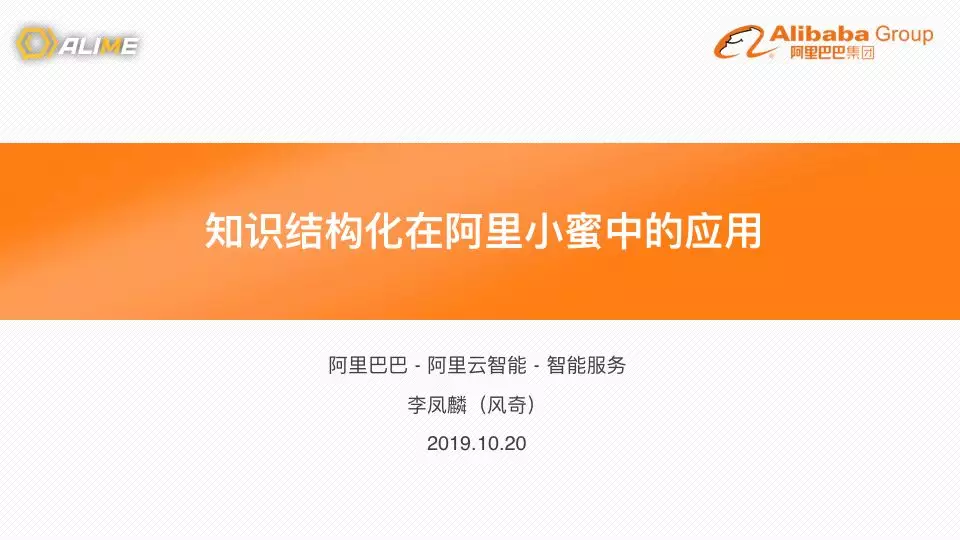 ALIME
Alibaba Group
阿里巴巴集团
知识结构化在阿里小蜜中的应用
阿里巴巴 - 阿里云智能 - 智能服务
李凤麟（风奇）
2019.10.20